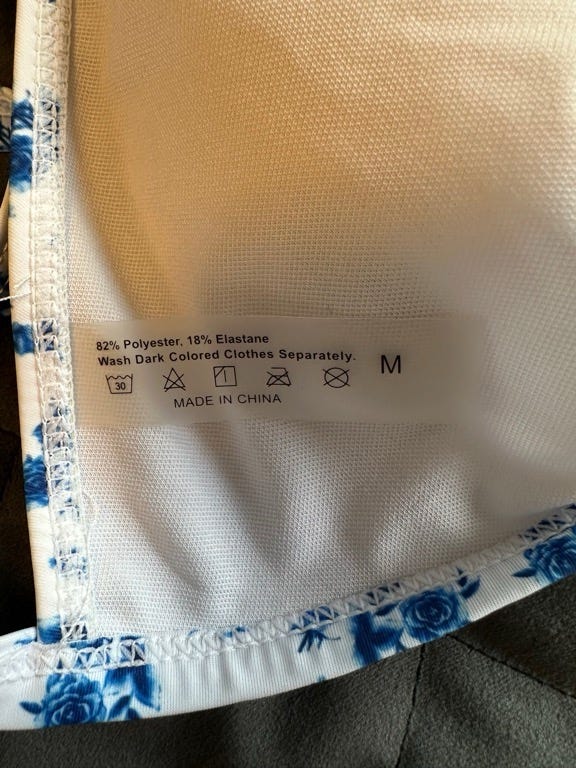 82% Polyester, 18% Elastane
Wash Dark Colored Clothes Separately.
M
30
MADE IN CHINA